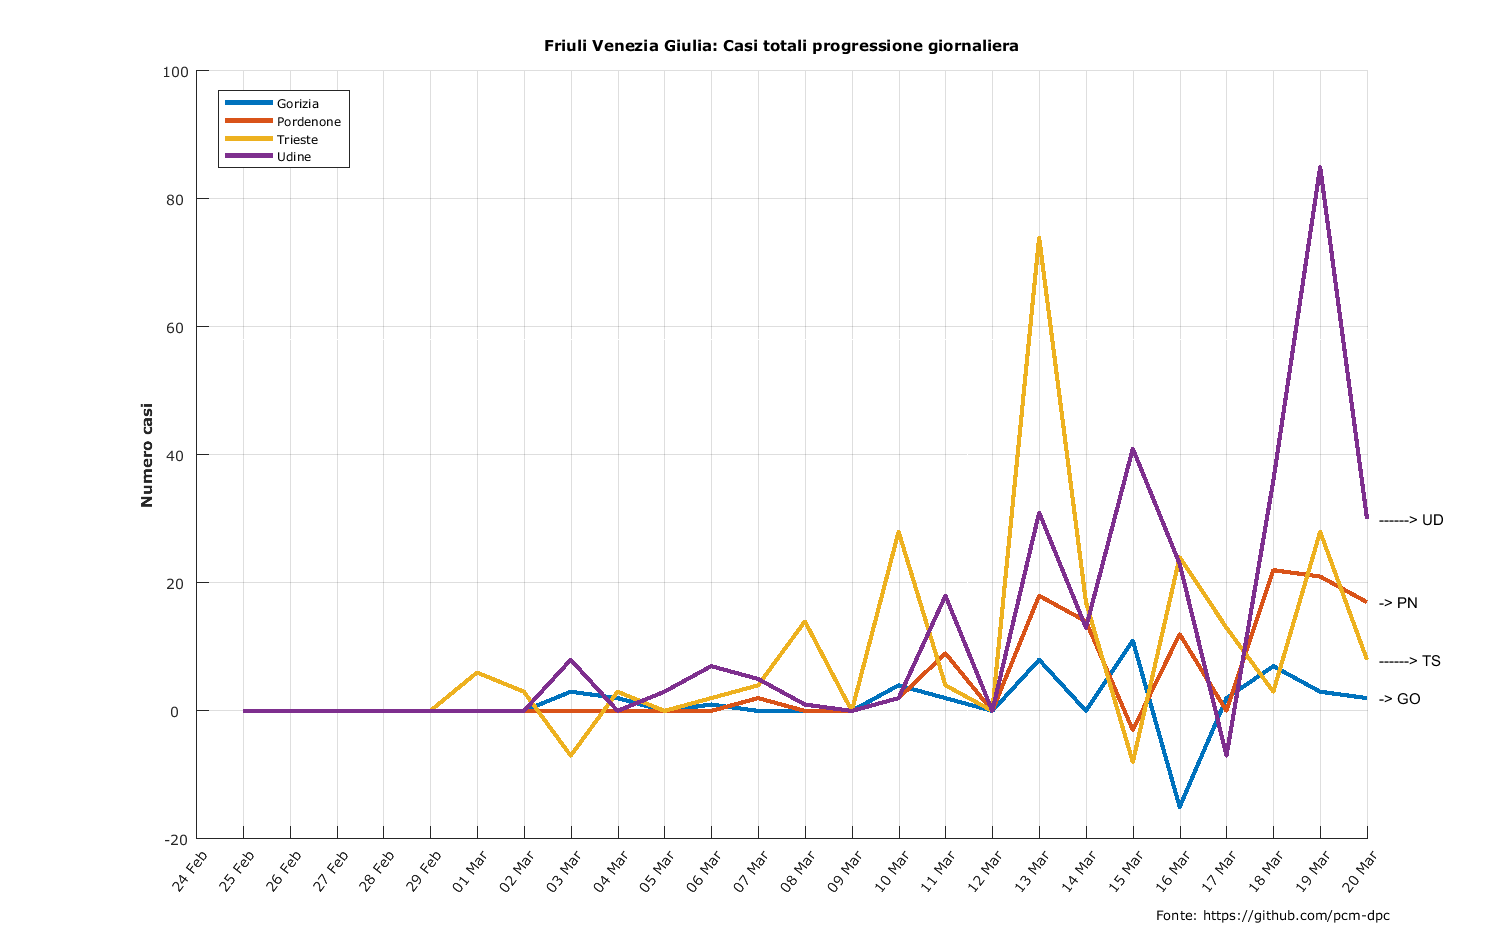 Friuli Venezia Giulia: Casi totali progressione giornaliera
100
80
60
40
20
0
-20
Numero casi
Gorizia
Pordenone
Trieste
Udine
------> UD
-> PN
------> TS
-> GO
24 Feb
25 Feb
26 Feb
27 Feb
28 Feb
29 Feb
01 Mar
02 Mar
03 Mar
04 Mar
05 Mar
06 Mar
07 Mar
08 Mar
09 Mar
10 Mar
11 Mar
12 Mar
13 Mar
14 Mar
15 Mar
16 Mar
17 Mar
18 Mar
19 Mar
20 Mar
Fonte: https://github.com/pcm-dpc